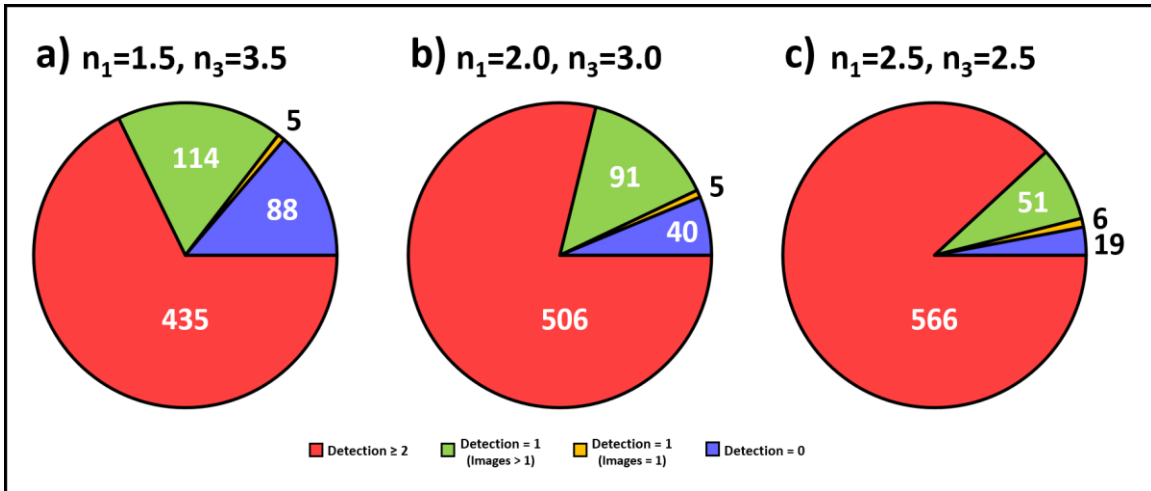 a) n₁=1.5, n₃=3.5
b) n₁=2.0, n₃=3.0
c) n₁=2.5, n₃=2.5
114
5
88
435
91
5
40
506
51
6
19
566
Detection ≥ 2
Detection = 1
(Images > 1)
Detection = 1
(Images = 1)
Detection = 0